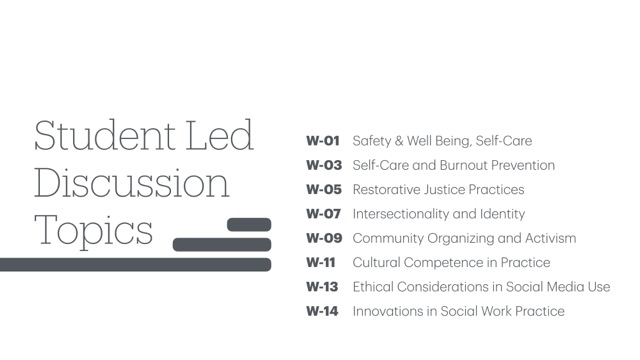 Student Led
Discussion
Topics
W-01 Safety & Well Being, Self-Care
W-03 Self-Care and Burnout Prevention
W-05 Restorative Justice Practices
W-07 Intersectionality and Identity
W-09 Community Organizing and Activism
W-11 Cultural Competence in Practice
W-13 Ethical Considerations in Social Media Use
W-14 Innovations in Social Work Practice